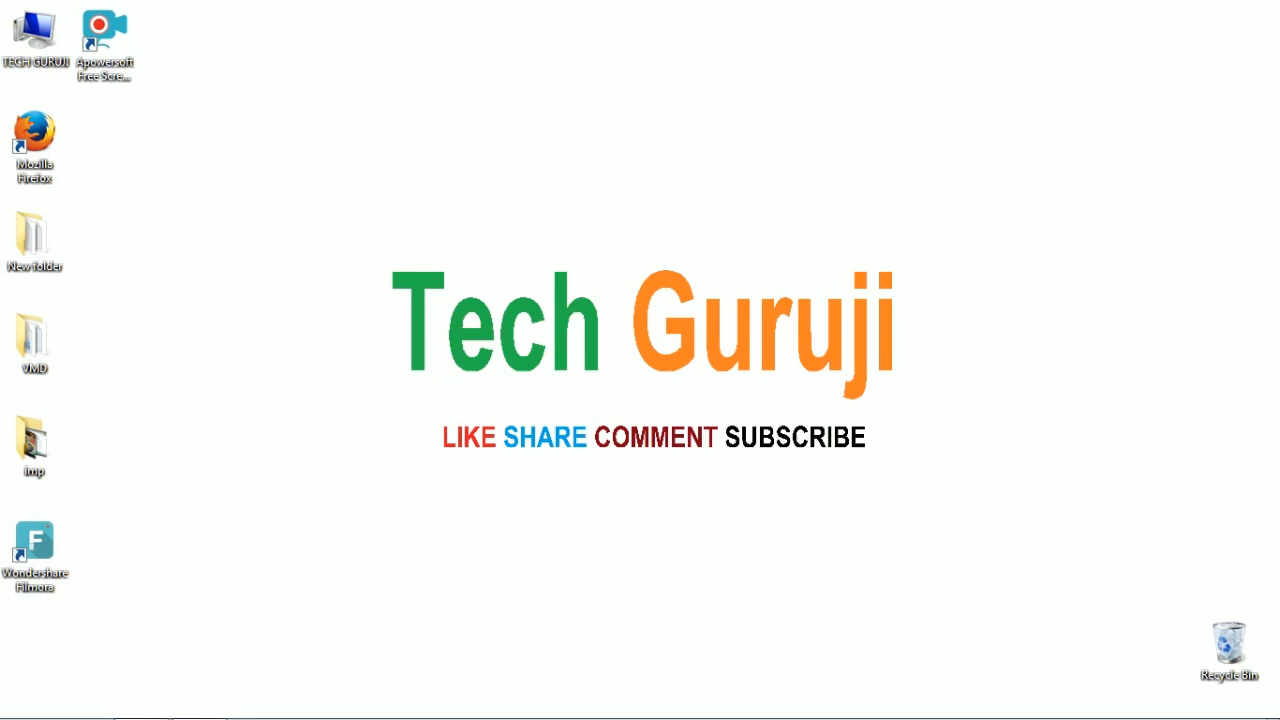 TECH GURUJI
Apowersoft
Free Scre...
Mozilla
Firefox
New folder
VMD
imp
Wondershare
Filmora
Tech Guruji
LIKE SHARE COMMENT SUBSCRIBE
Recycle Bin